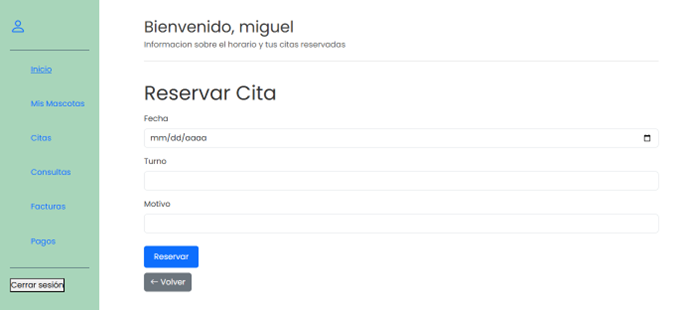 Bienvenido, miguel
Informacion sobre el horario y tus citas reservadas
Inicio
Mis Mascotas
Citas
Consultas
Facturas
Pagos
Cerrar sesión
Reservar Cita
Fecha
mm/dd/aaaa
Turno
Motivo
Reservar
← Volver